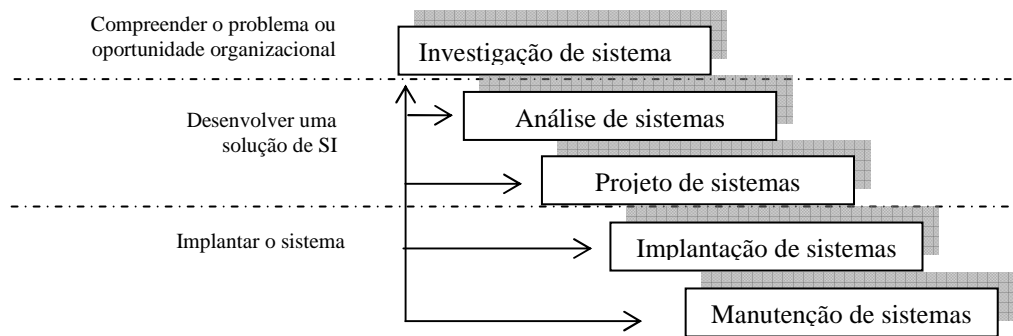 Compreender o problema ou
oportunidade organizacional
Investigação de sistema
Desenvolver uma
solução de SI
Análise de sistemas
Projeto de sistemas
Implantar o sistema
Implantação de sistemas
Manutenção de sistemas